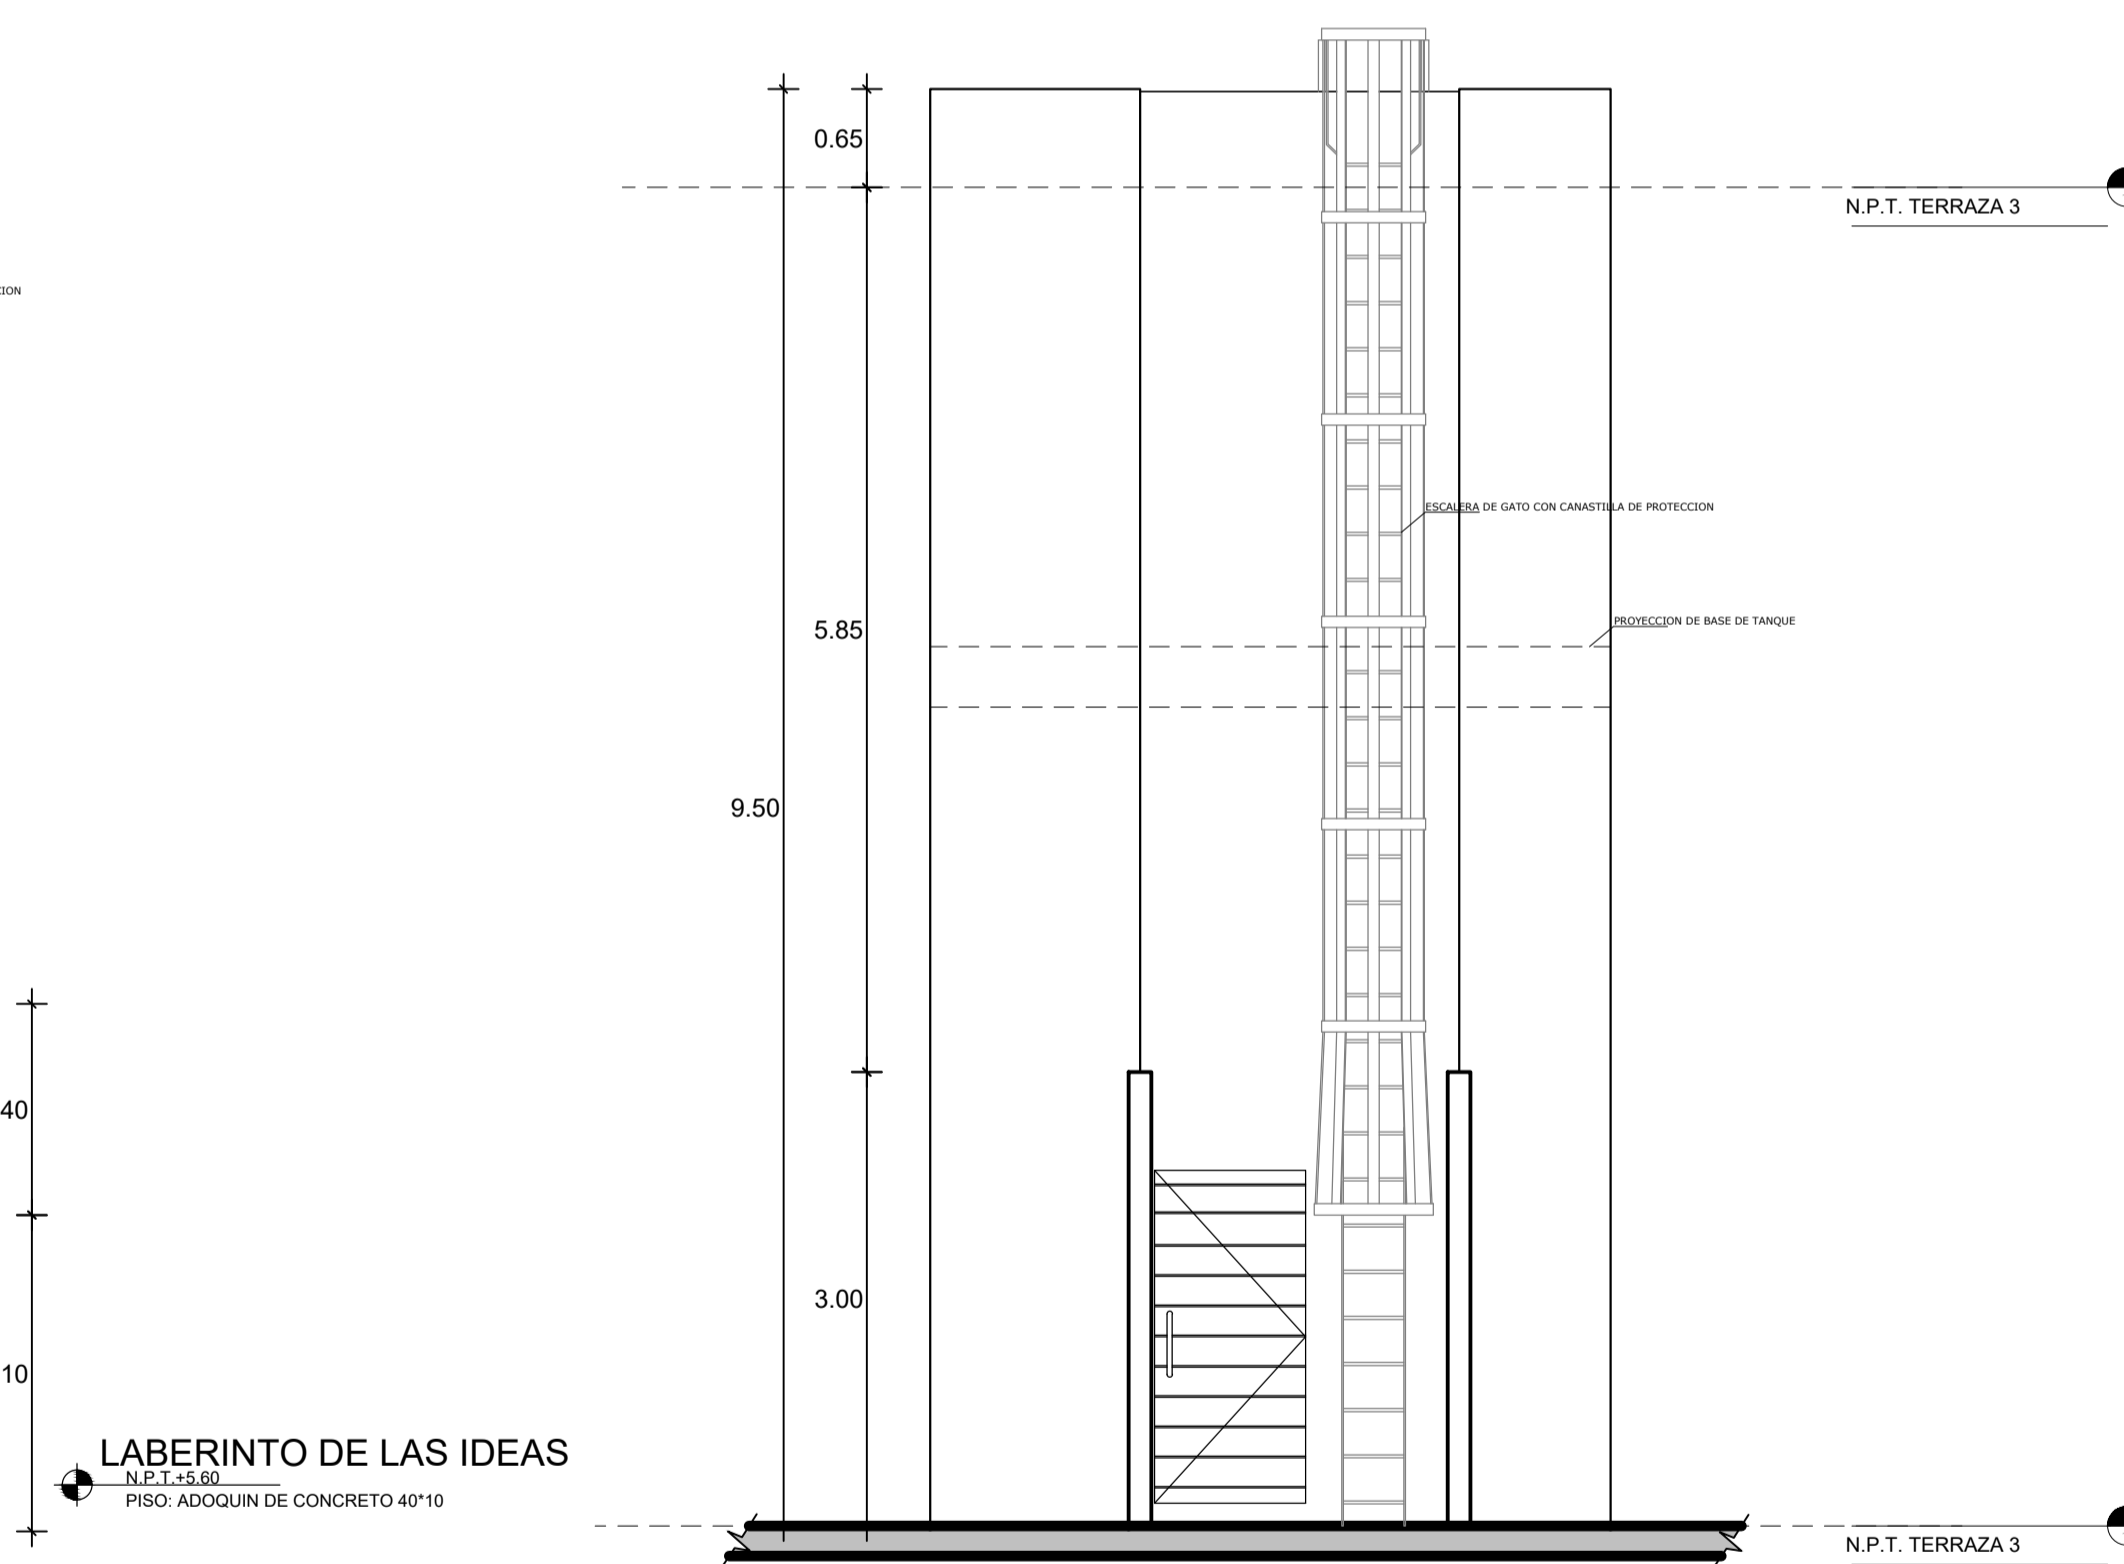 0.65
N.P.T. TERRAZA 3
ESCALERA DE GATO CON CANASTILLA DE PROTECCION
PROYECCION DE BASE DE TANQUE
5.85
9.50
40
3.00
10
LABERINTO DE LAS IDEAS
N.P.T.+5.60
PISO: ADOQUIN DE CONCRETO 40*10
N.P.T. TERRAZA 3